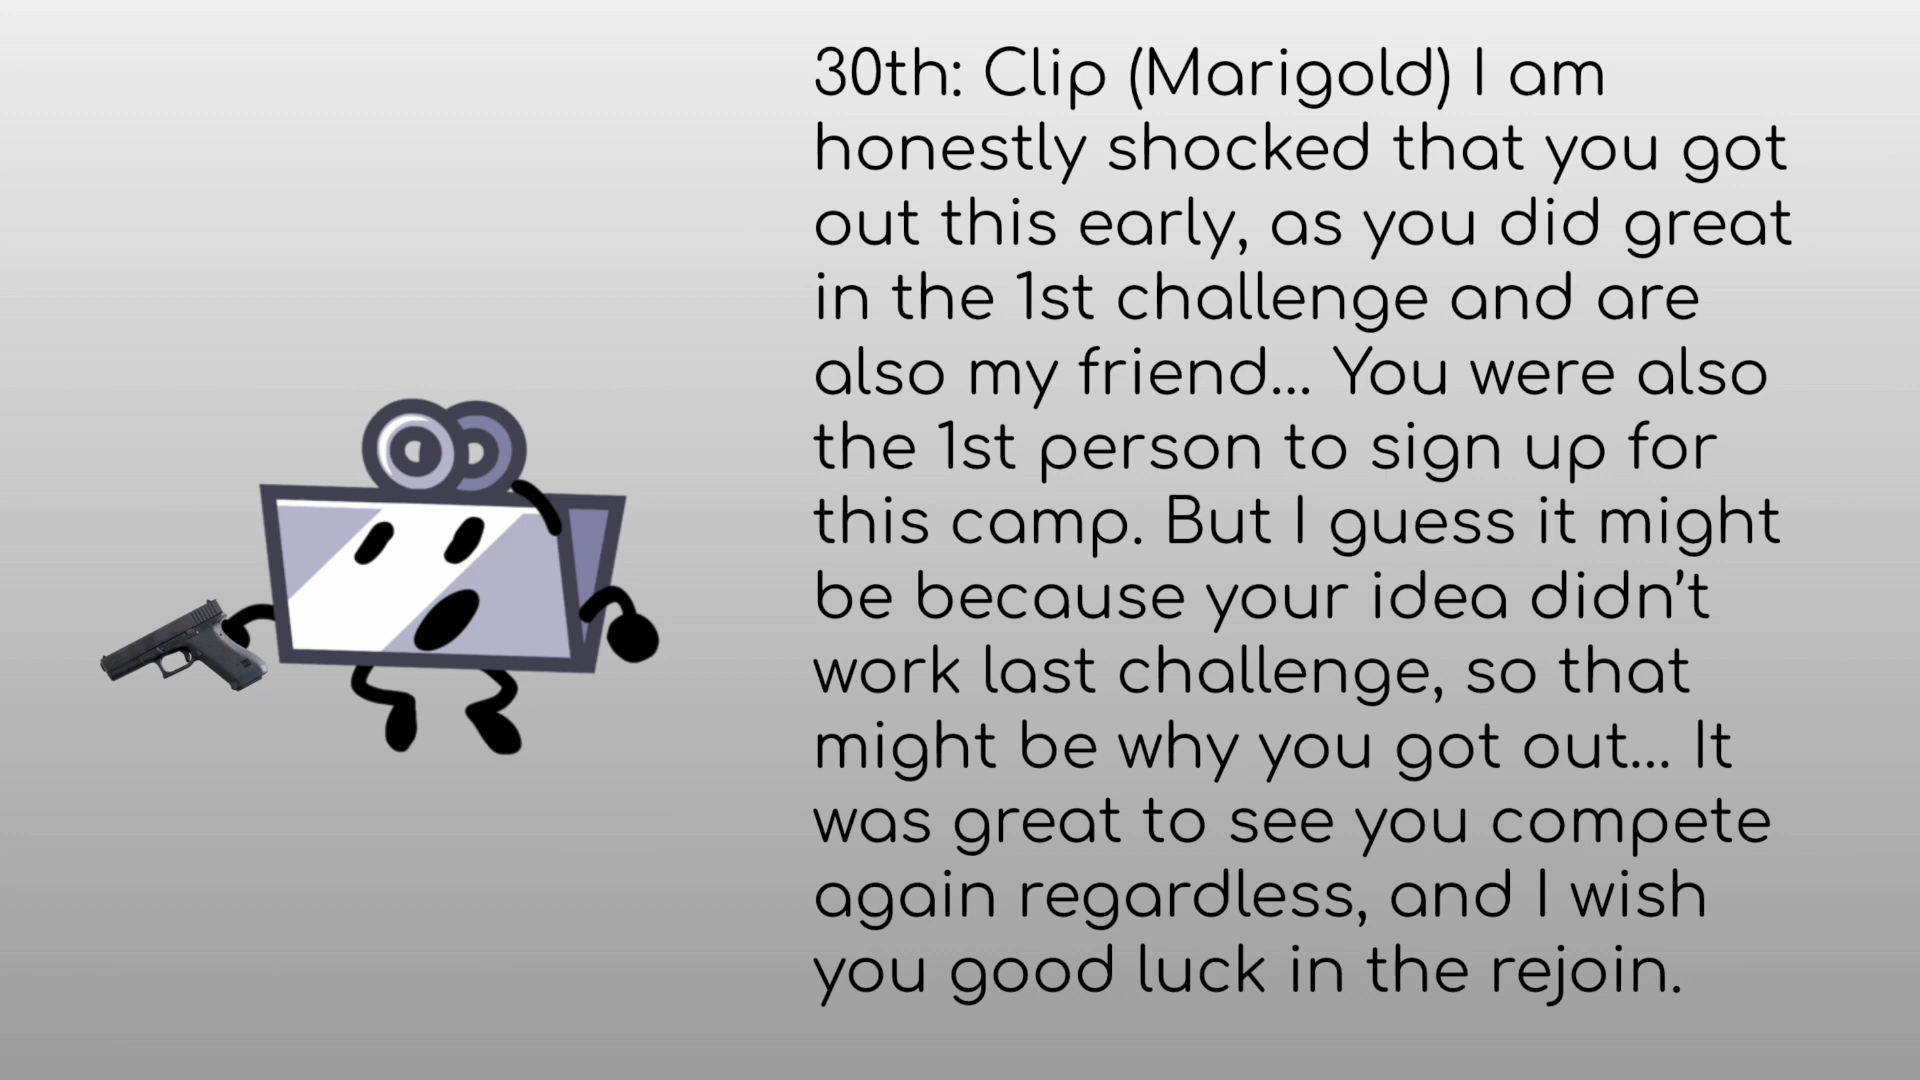 30th: Clip (Marigold) I am
honestly shocked that you got
out this early, as you did great
in the 1st challenge and are
also my friend... You were also
the 1st person to sign up for
this camp. But I guess it might
be because your idea didn’t
work last challenge, so that
might be why you got out... It
was great to see you compete
again regardless, and I wish
you good luck in the rejoin.